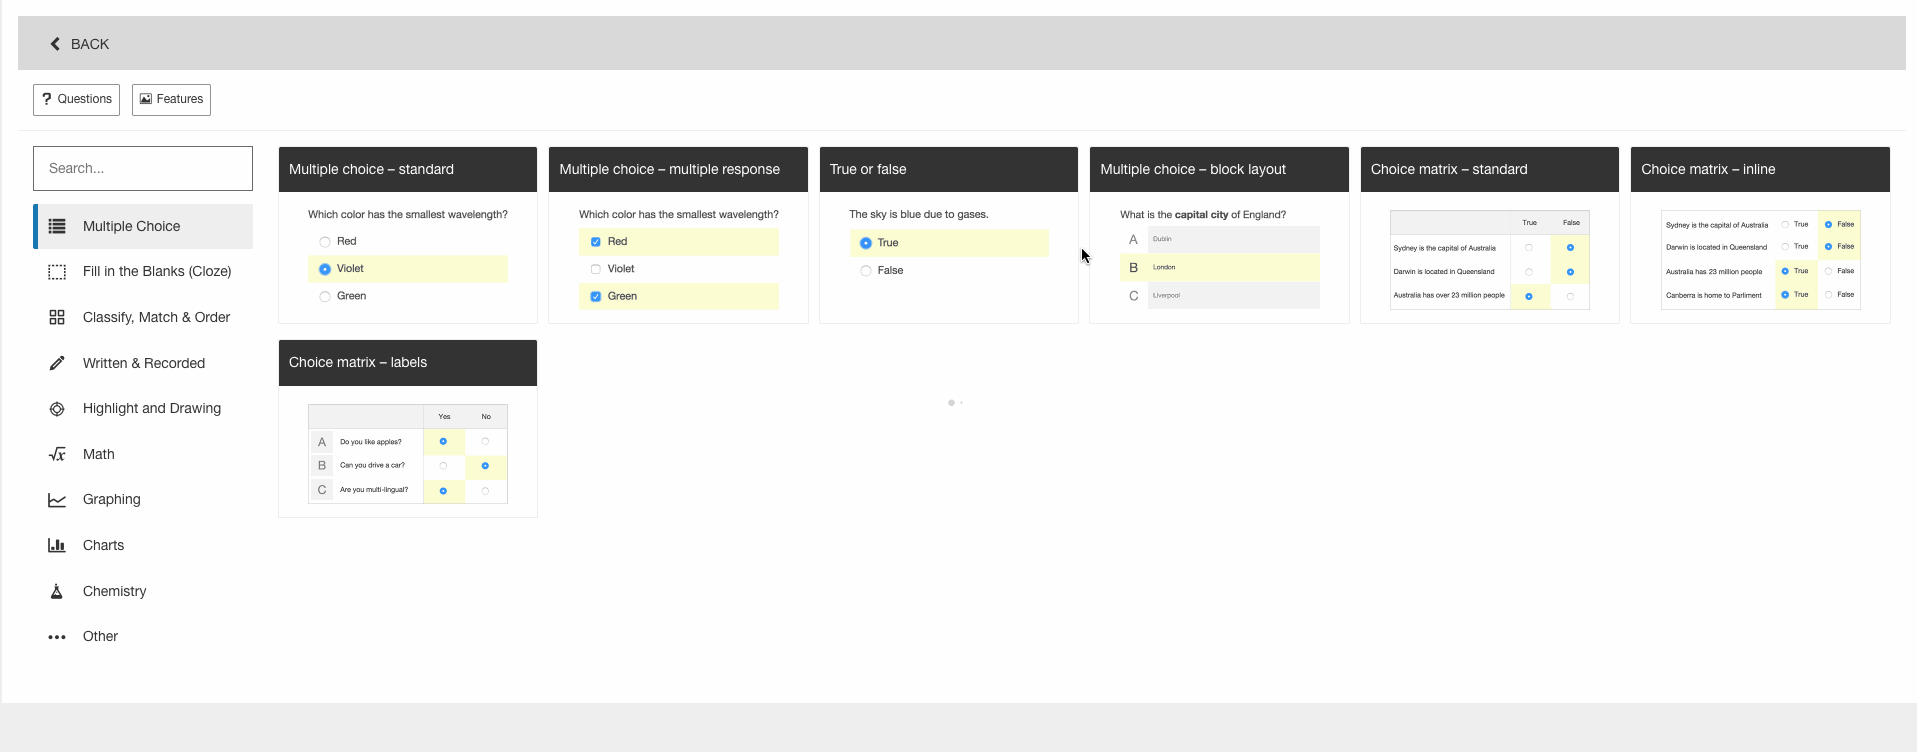 BACK
? Questions
Features
Search...
Multiple Choice
Fill in the Blanks (Cloze)
Classify, Match & Order
Written & Recorded
Highlight and Drawing
Math
Graphing
Charts
Chemistry
Other
Multiple choice – standard
Which color has the smallest wavelength?
Red
Violet
Green
Multiple choice – multiple response
Which color has the smallest wavelength?
Red
Violet
Green
True or false
The sky is blue due to gases.
True
False
Multiple choice – block layout
What is the capital city of England?
A Dublin
B London
C Liverpool
Choice matrix – standard
True False
Sydney is the capital of Australia
Darwin is located in Queensland
Australia has over 23 million people
Choice matrix – inline
Sydney is the capital of Australia True False
Darwin is located in Queensland True False
Australia has 23 million people True False
Canberra is home to Parliment True False
Choice matrix – labels
Yes No
A Do you like apples?
B Can you drive a car?
C Are you multi-lingual?